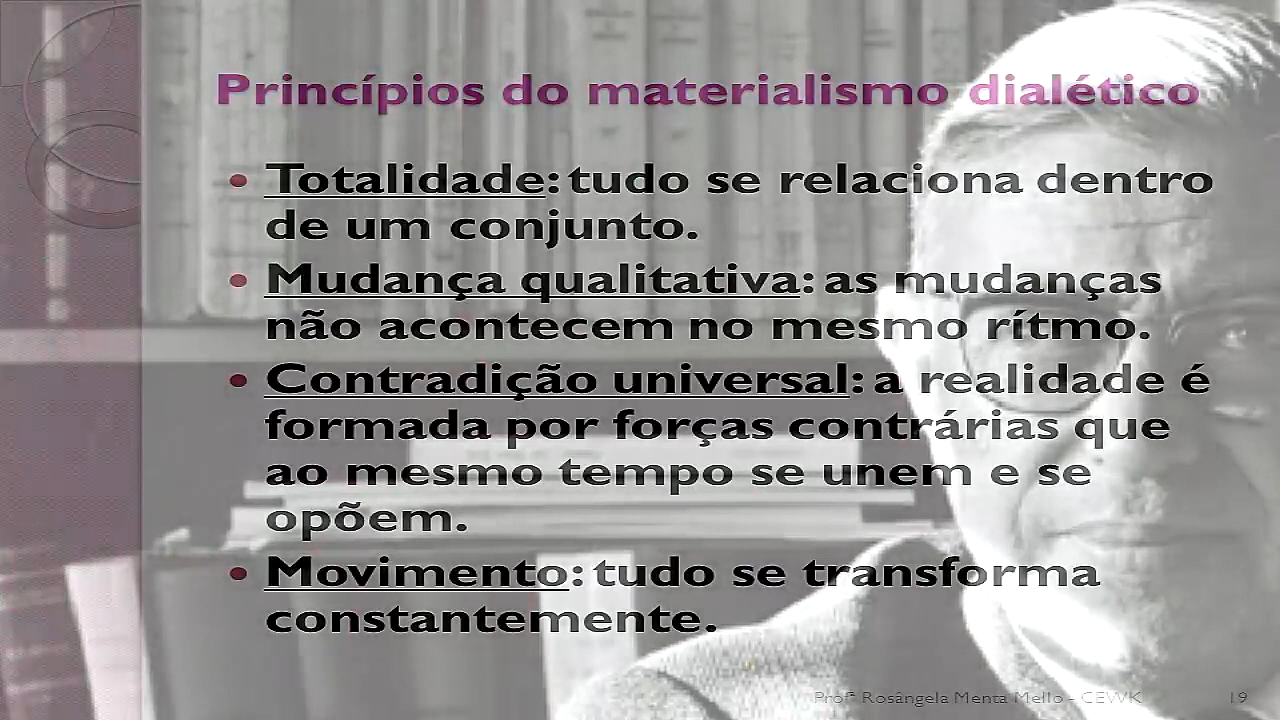 Princípios do materialismo dialético
• Totalidade: tudo se relaciona dentro
de um conjunto.
• Mudança qualitativa: as mudanças
não acontecem no mesmo rítmo.
• Contradição universal: a realidade é
formada por forças contrárias que
ao mesmo tempo se unem e se
opõem.
• Movimento: tudo se transforma
constantemente.
Profª Rosângela Menta Mello - CEWK 19